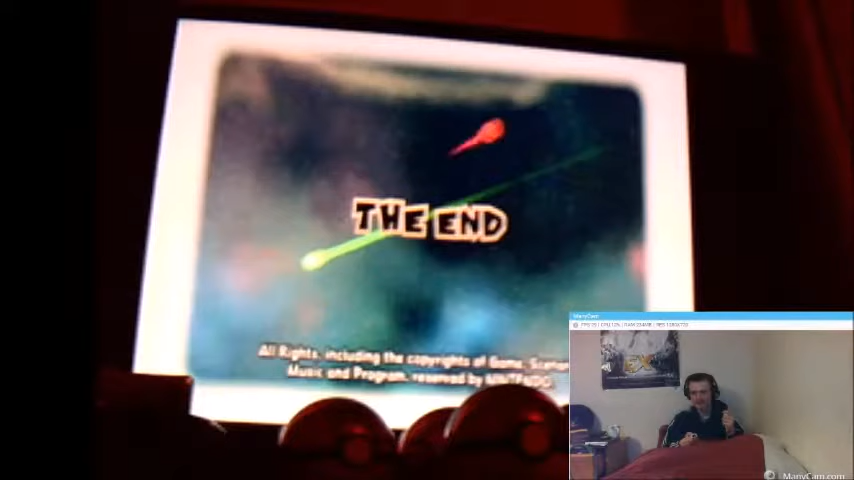 THE END
All Rights, including the copyrights of Game, Scenario
Music and Program, reserved by NINTENDO
ManyCam
ManyCam.com